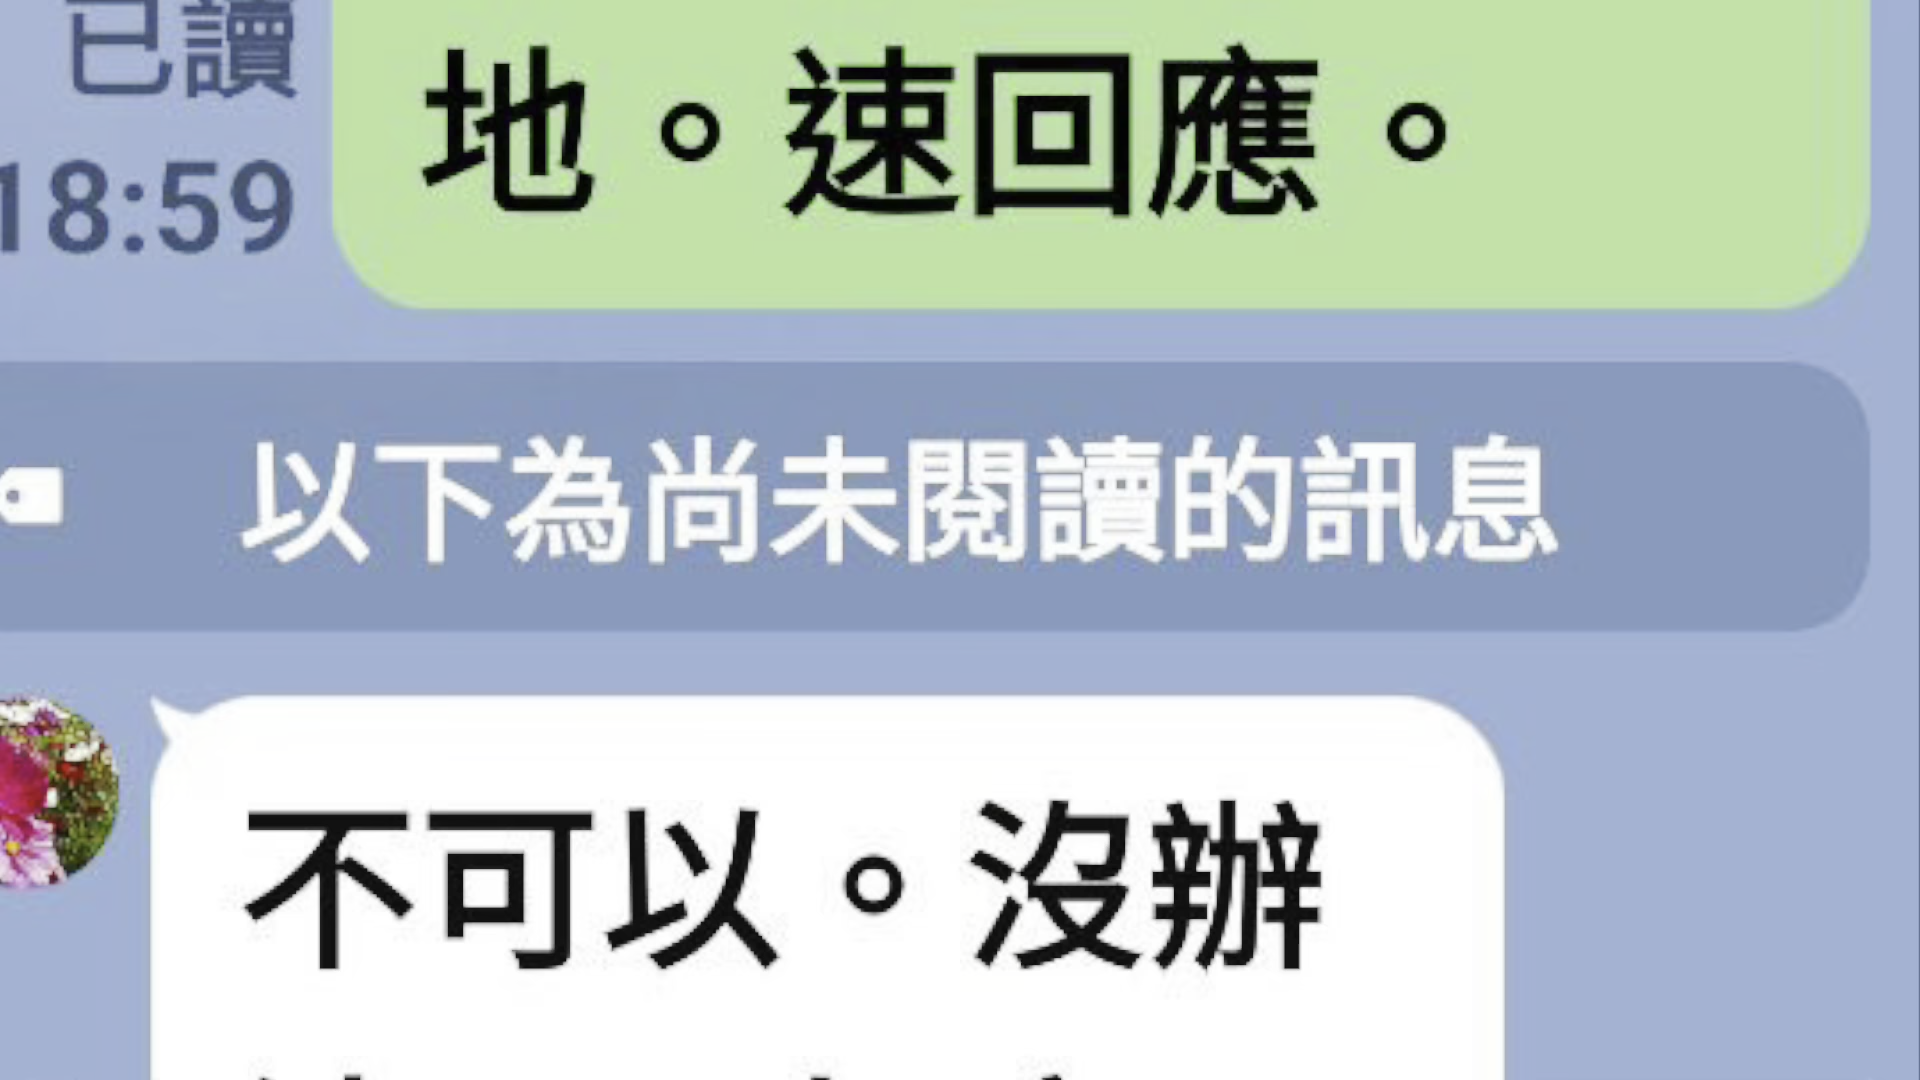 已讀
18:59
地。速回應。
以下為尚未閱讀的訊息
不可以。沒辦